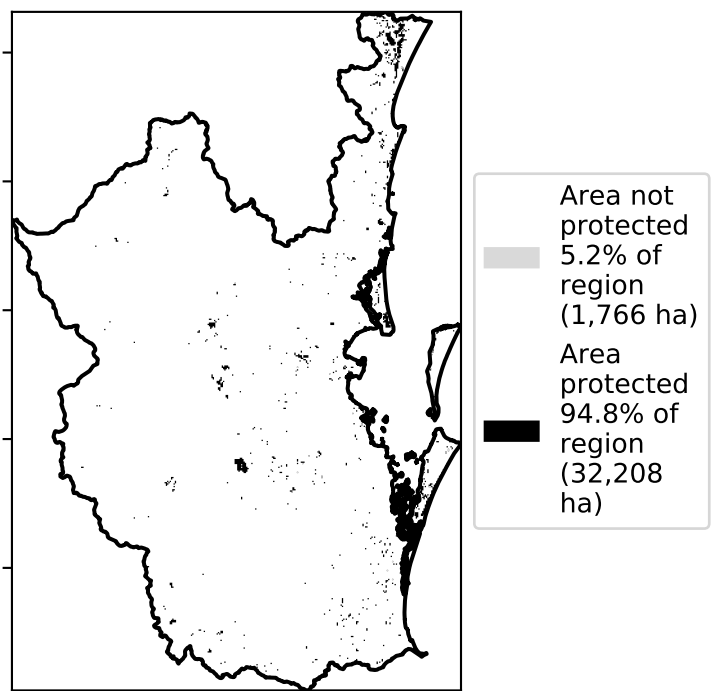 Area not
protected
5.2% of
region
(1,766 ha)
Area
protected
94.8% of
region
(32,208
ha)